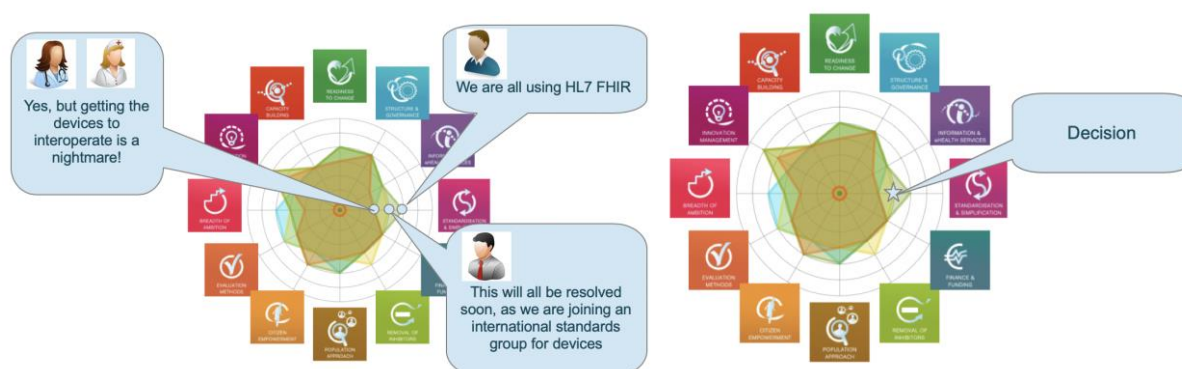 Yes, but getting the
devices to
interoperate is a
nightmare!
We are all using HL7 FHIR
This will all be resolved
soon, as we are joining an
international standards
group for devices
READINESS
TO CHANGE
CAPACITY
BUILDING
STRUCTURE &
GOVERNANCE
BREADTH OF
AMBITION
STANDARDISATION
EVALUATION
METHODS
CITIZEN
EMPOWERMENT
POPULATION
APPROACH
REMOVAL OF
INHIBITORS
Decision
READINESS
TO CHANGE
CAPACITY
BUILDING
STRUCTURE &
GOVERNANCE
INNOVATION
MANAGEMENT
INFORMATION &
eHEALTH SERVICES
BREADTH OF
AMBITION
STANDARDISATION
& SIMPLIFICATION
EVALUATION
METHODS
FINANCE &
FUNDING
CITIZEN
EMPOWERMENT
POPULATION
APPROACH
REMOVAL OF
INHIBITORS